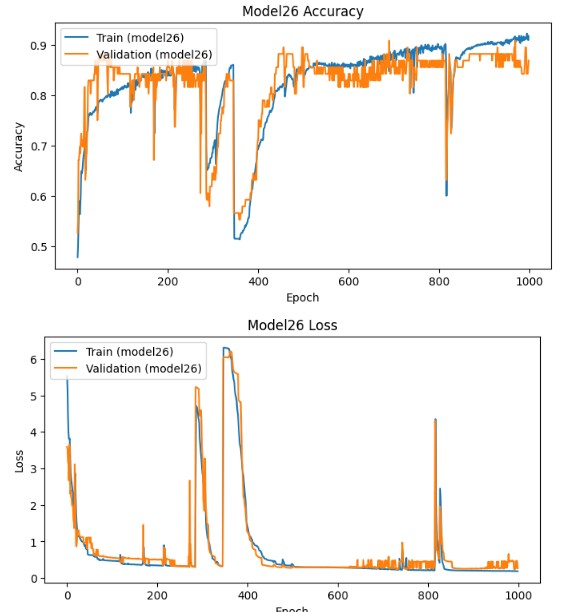 Model26 Accuracy
Train (model26)
Validation (model26)
0.9
0.8
0.7
0.6
0.5
Accuracy
0 200 400 600 800 1000
Epoch
Model26 Loss
Train (model26)
Validation (model26)
6
5
4
3
2
1
0
Loss
0 200 400 600 800 1000
Epoch